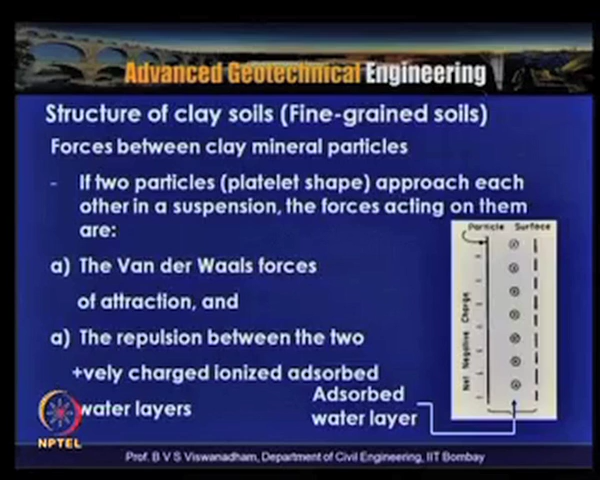 Advanced Geotechnical Engineering
Structure of clay soils (Fine-grained soils)
Forces between clay mineral particles
- If two particles (platelet shape) approach each
other in a suspension, the forces acting on them
are:
a) The Van der Waals forces
of attraction, and
a) The repulsion between the two
+vely charged ionized adsorbed
water layers
Particle Surface
Net Negative Charge
Adsorbed
water layer
NPTEL
Prof. B V S Viswanadham, Department of Civil Engineering, IIT Bombay